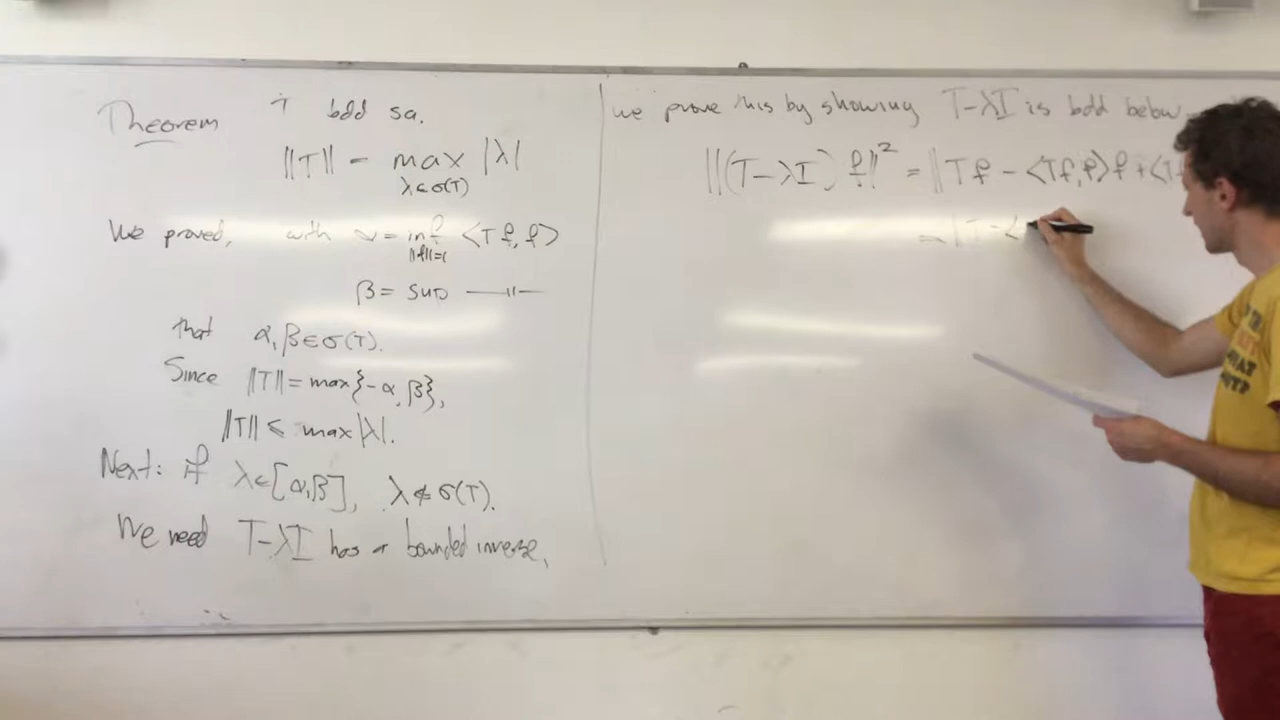 Theorem T bdd sa.
||T|| = max |λ|
λ∈σ(T)
We proved, with α = inf <Tf, f>
||f||=1
β = sup —||—
that α, β ∈ σ(T).
Since ||T|| = max{-α, β},
||T|| ≤ max|λ|.
Next: if λ∈[α,β], λ∉σ(T).
We need T-λI has a bounded inverse,
we prove this by showing T-λI is bdd below.
||(T-λI) f||² = ||Tf - <Tf,f>f + <T
= ||T - <